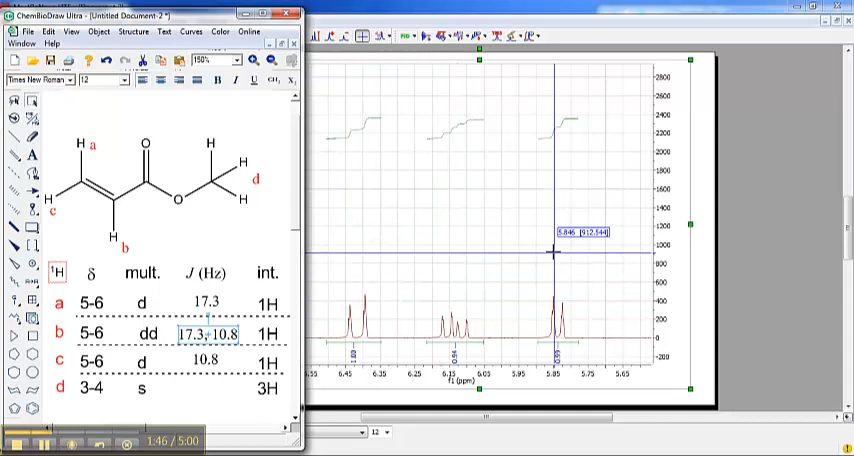 ChemBioDraw Ultra - [Untitled Document-2 *]
File Edit View Object Structure Text Curves Color Online
Window Help
150%
Times New Roman 12
B I U CH₂ X₂
H a O H
H d
H c O H
H b
¹H δ mult. J (Hz) int.
a 5-6 d 17.3 1H
b 5-6 dd 17.3, 10.8 1H
c 5-6 d 10.8 1H
d 3-4 s 3H
1:46 / 5:00
2800
2600
2400
2200
2000
1800
1600
1400
1200
1000
800
600
400
200
0
-200
5.846 [912.544]
1.00 0.94 0.99
6.45 6.35 6.25 6.15 6.05 5.95 5.85 5.75 5.65
f1 (ppm)
12